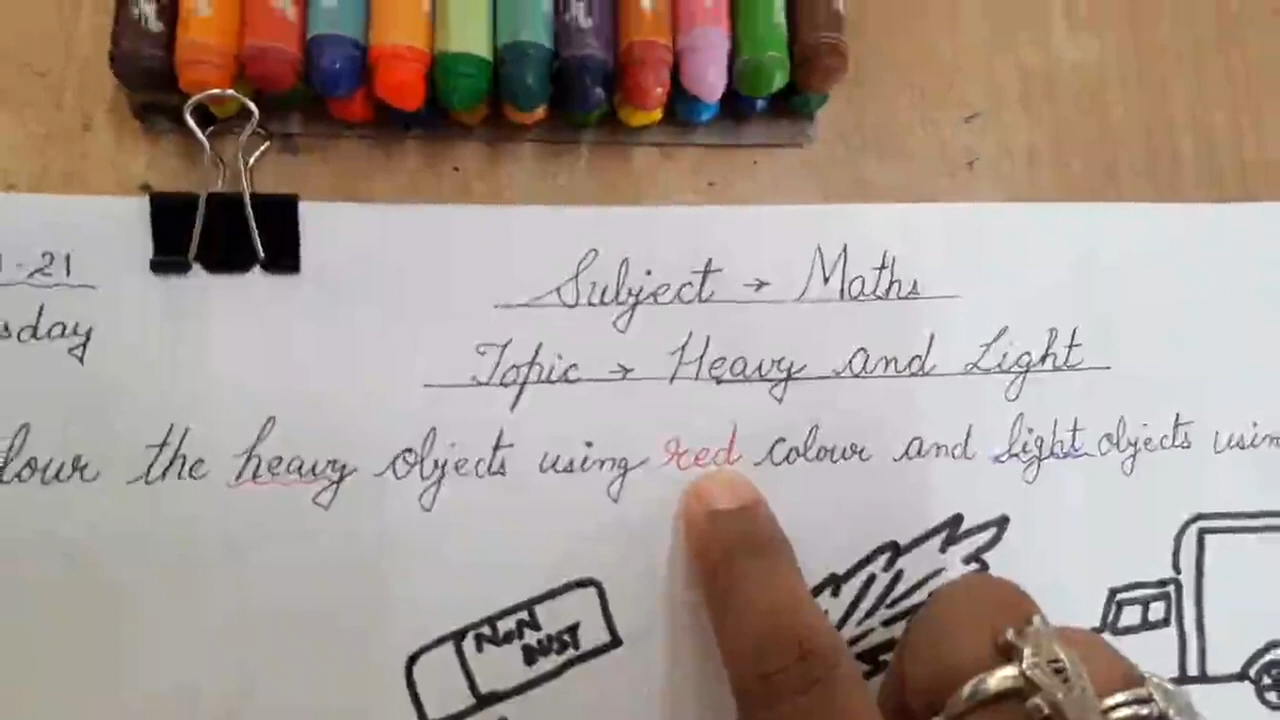 1-21
sday
Subject → Maths
Topic → Heavy and Light
lour the heavy objects using red colour and light objects usin
NON
DUST